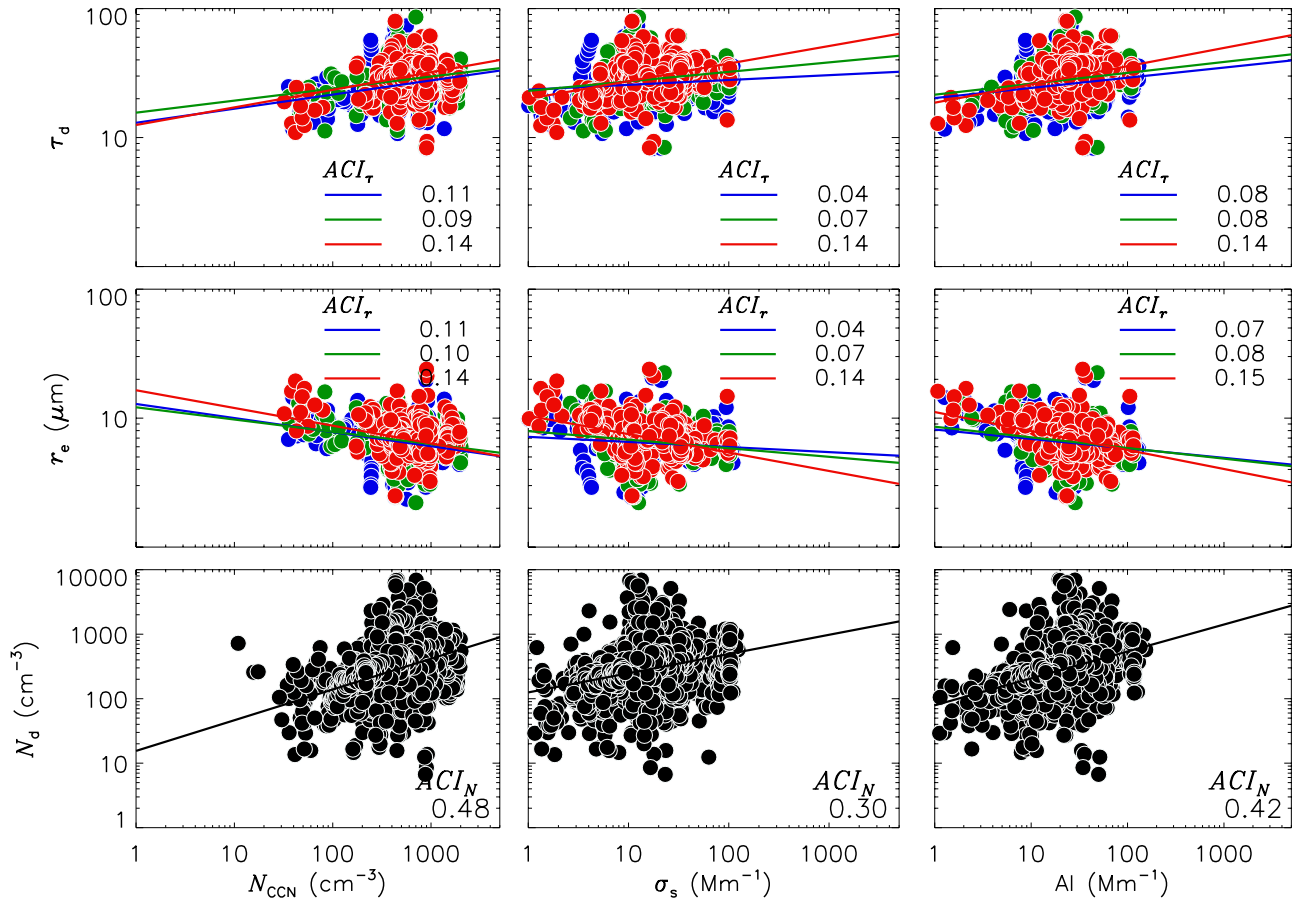 100
10
τd
ACIτ
0.11
0.09
0.14
ACIτ
0.04
0.07
0.14
ACIτ
0.08
0.08
0.14
100
10
re (μm)
ACIr
0.11
0.10
0.14
ACIr
0.04
0.07
0.14
ACIr
0.07
0.08
0.15
10000
1000
100
10
1
Nd (cm⁻³)
ACIN
0.48
ACIN
0.30
ACIN
0.42
1 10 100 1000
1 10 100 1000
1 10 100 1000
NCCN (cm⁻³)
σs (Mm⁻¹)
AI (Mm⁻¹)